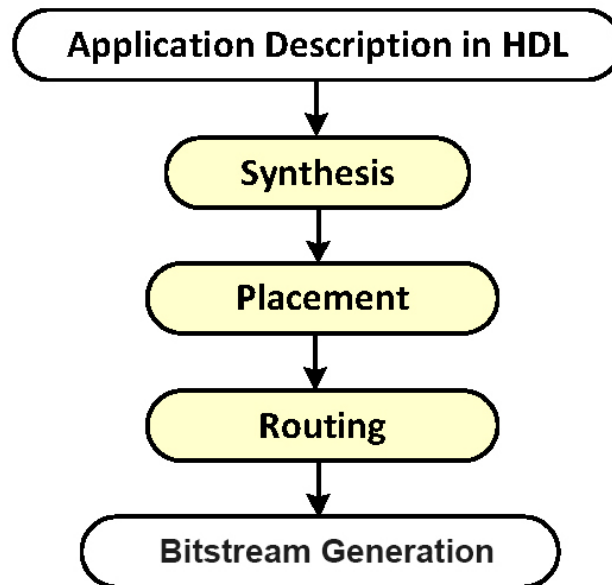 Application Description in HDL
Synthesis
Placement
Routing
Bitstream Generation